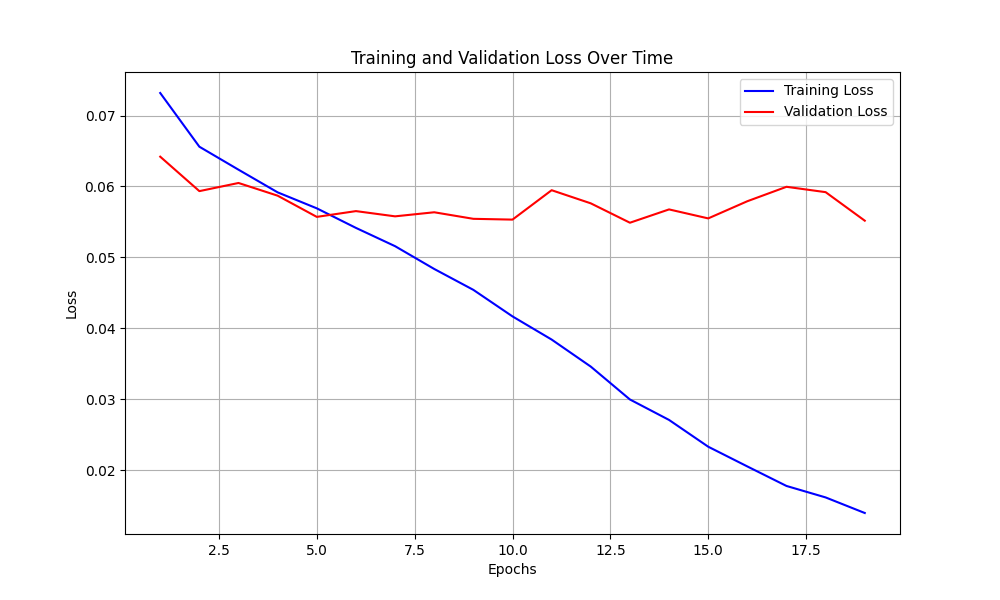 Training and Validation Loss Over Time
Training Loss
Validation Loss
0.07
0.06
0.05
0.04
0.03
0.02
Loss
2.5 5.0 7.5 10.0 12.5 15.0 17.5
Epochs